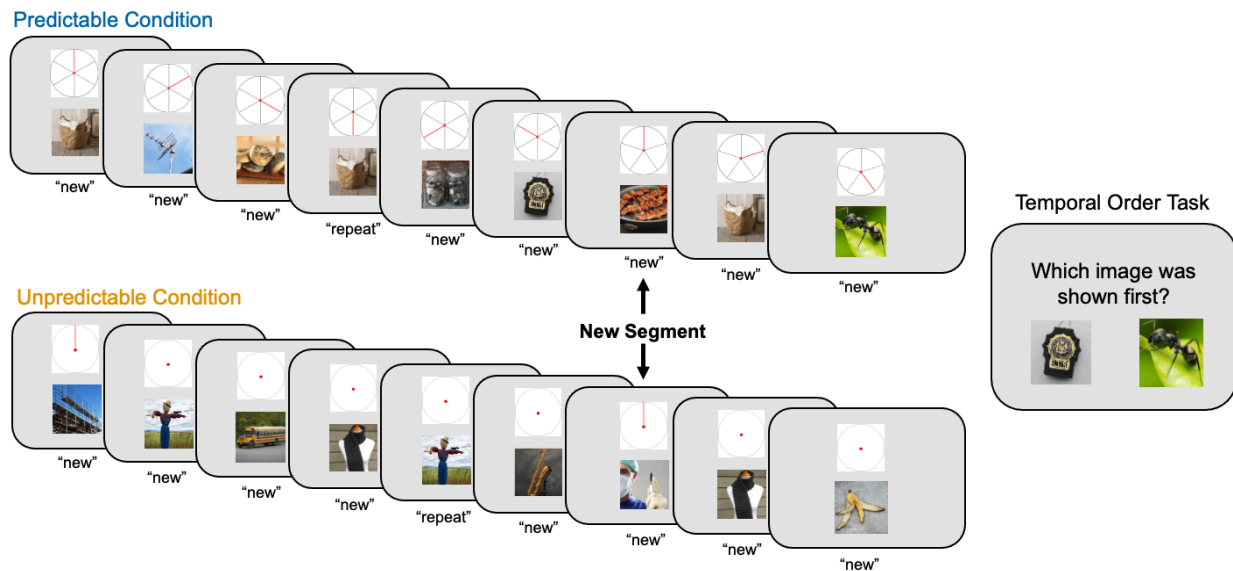 Predictable Condition
“new”
“new”
“new”
“repeat”
“new”
“new”
“new”
“new”
“new”
Unpredictable Condition
New Segment
“new”
“new”
“new”
“new”
“repeat”
“new”
“new”
“new”
“new”
Temporal Order Task
Which image was
shown first?